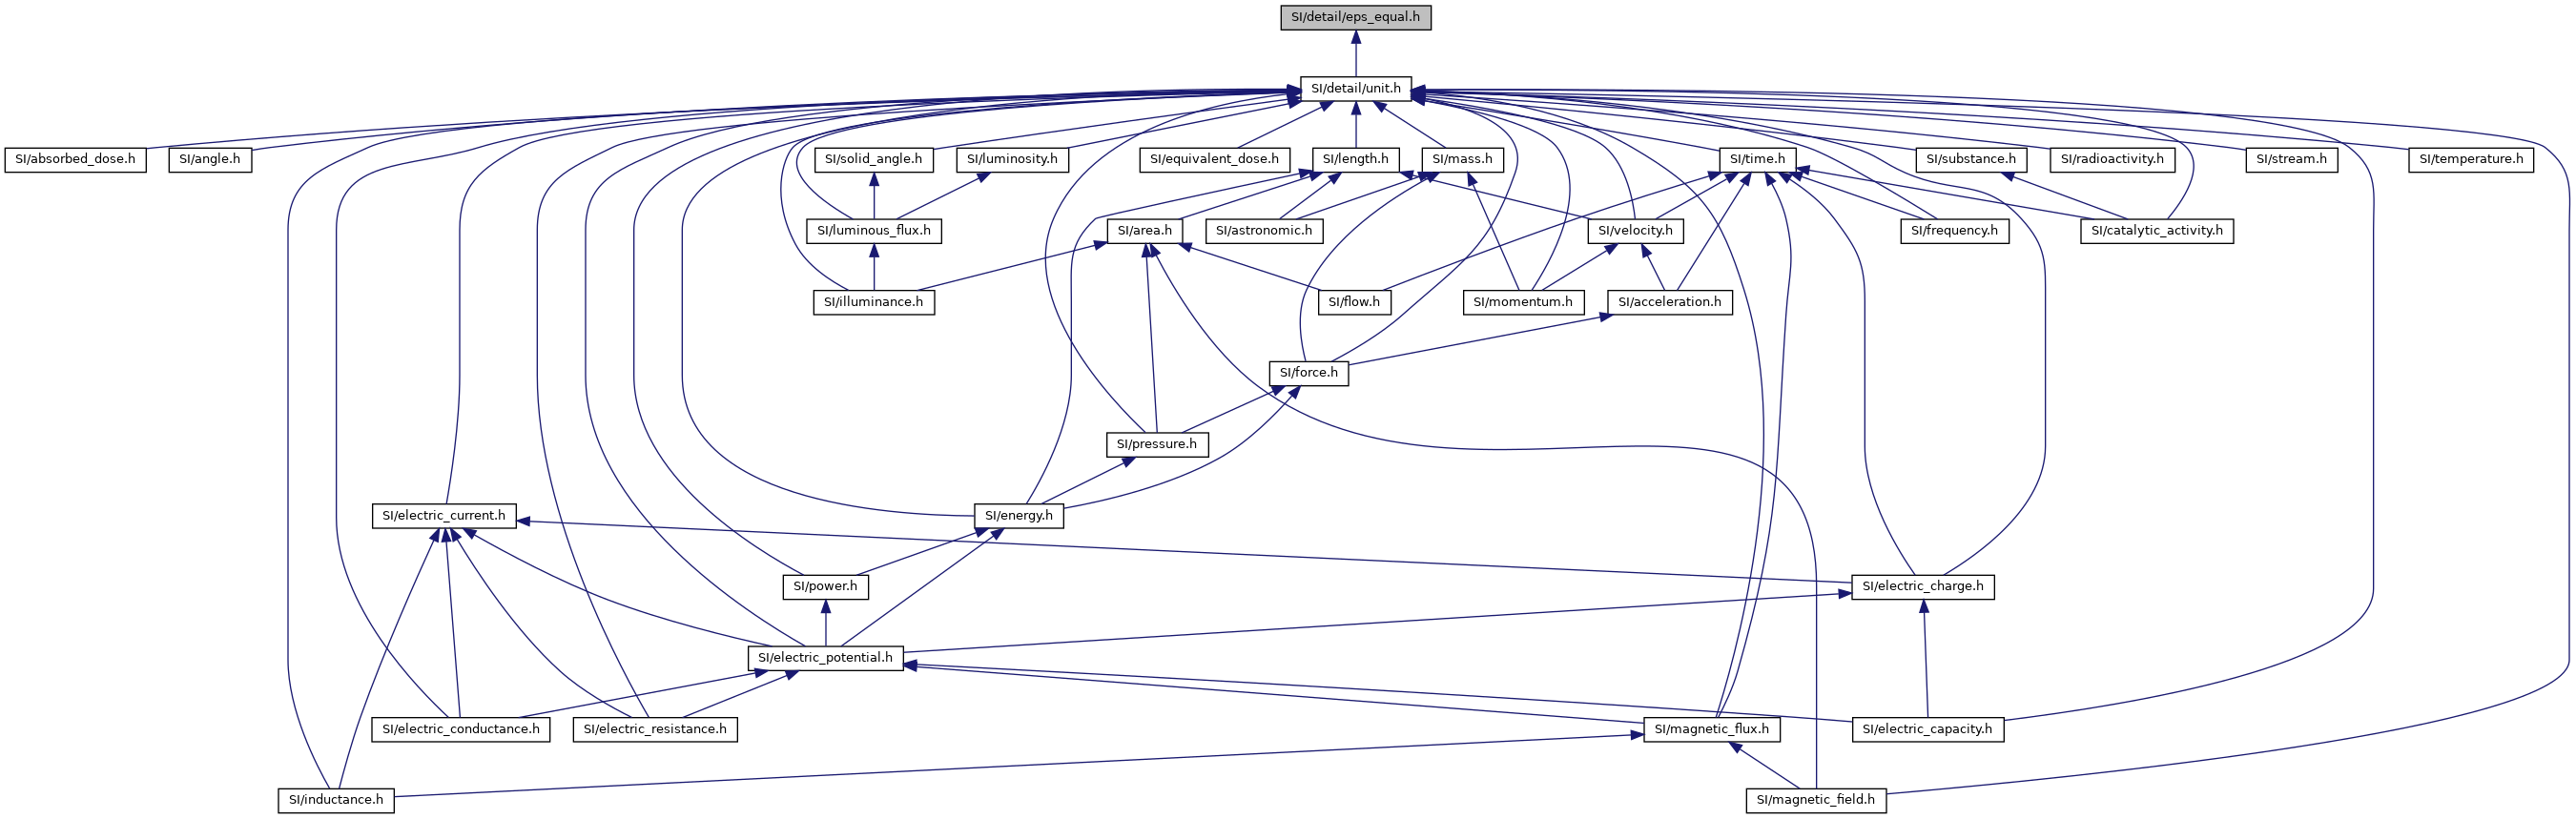 SI/detail/eps_equal.h
SI/detail/unit.h
SI/absorbed_dose.h
SI/angle.h
SI/solid_angle.h
SI/luminosity.h
SI/equivalent_dose.h
SI/length.h
SI/mass.h
SI/time.h
SI/substance.h
SI/radioactivity.h
SI/stream.h
SI/temperature.h
SI/luminous_flux.h
SI/area.h
SI/astronomic.h
SI/velocity.h
SI/frequency.h
SI/catalytic_activity.h
SI/illuminance.h
SI/flow.h
SI/momentum.h
SI/acceleration.h
SI/force.h
SI/pressure.h
SI/electric_current.h
SI/energy.h
SI/power.h
SI/electric_charge.h
SI/electric_potential.h
SI/electric_conductance.h
SI/electric_resistance.h
SI/magnetic_flux.h
SI/electric_capacity.h
SI/inductance.h
SI/magnetic_field.h